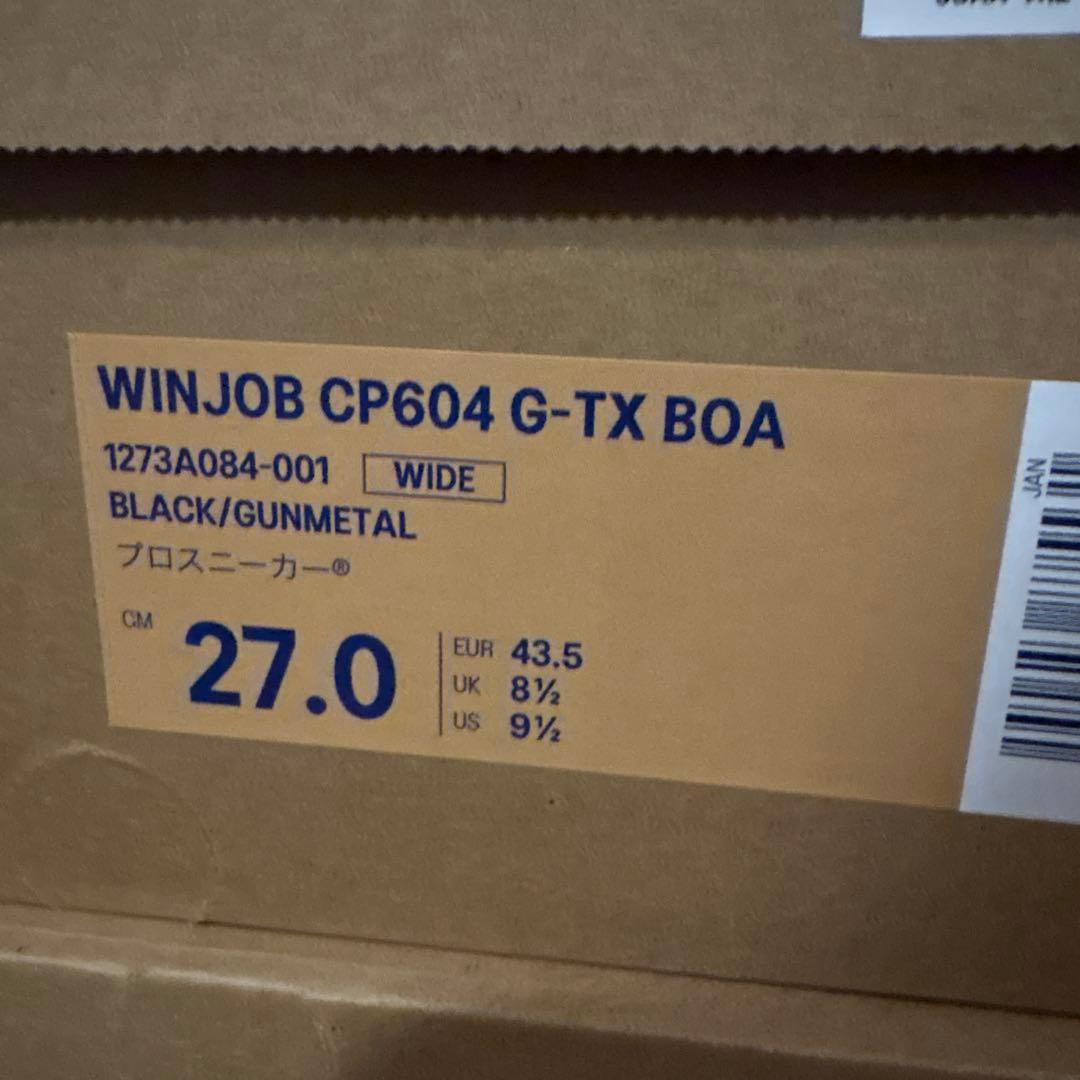 WINJOB CP604 G-TX BOA
1273A084-001 WIDE
BLACK/GUNMETAL
プロスニーカー®
CM 27.0
EUR 43.5
UK 8½
US 9½
JAN